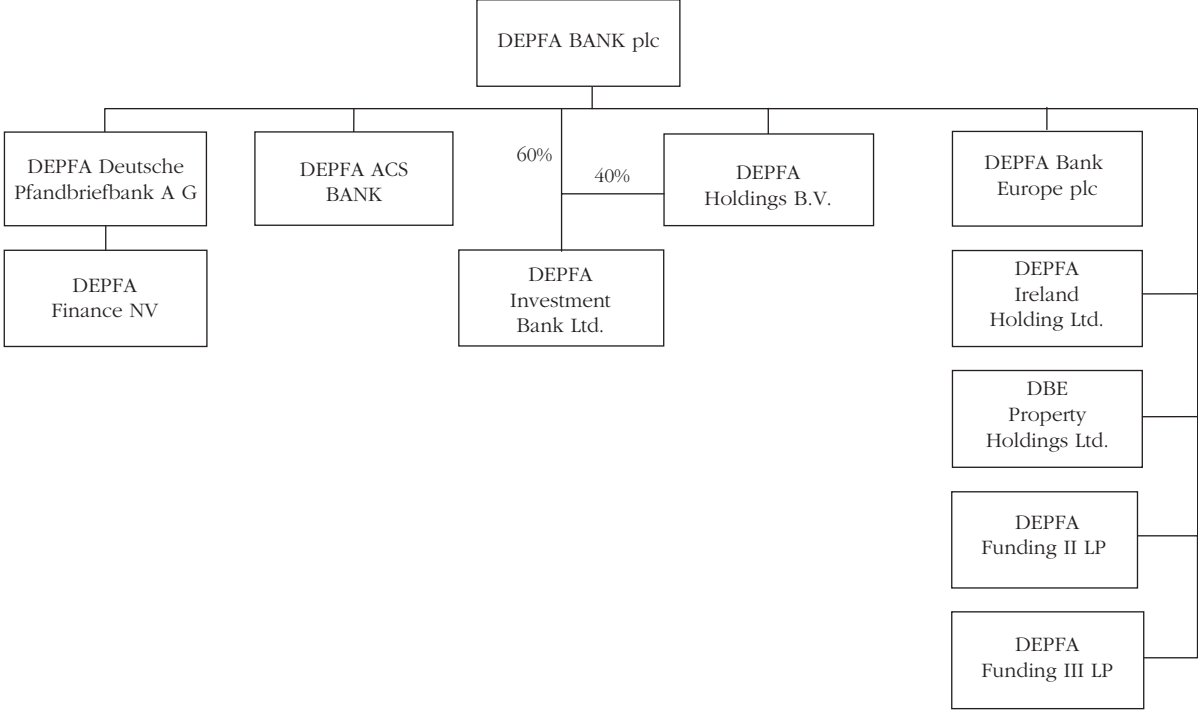 DEPFA BANK plc
DEPFA Deutsche
Pfandbriefbank A G
DEPFA ACS
BANK
60%
40%
DEPFA
Holdings B.V.
DEPFA Bank
Europe plc
DEPFA
Finance NV
DEPFA
Investment
Bank Ltd.
DEPFA
Ireland
Holding Ltd.
DBE
Property
Holdings Ltd.
DEPFA
Funding II LP
DEPFA
Funding III LP